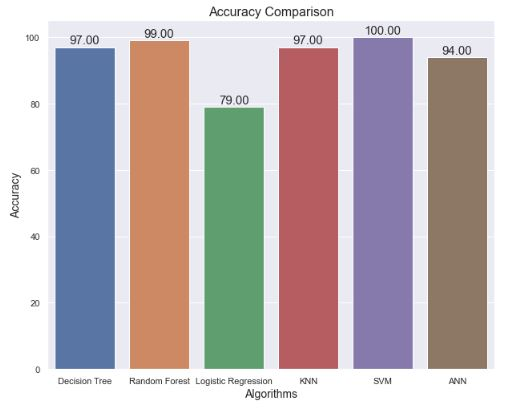 Accuracy Comparison
97.00 99.00 79.00 97.00 100.00 94.00
100
80
60
40
20
0
Accuracy
Decision Tree Random Forest Logistic Regression KNN SVM ANN
Algorithms